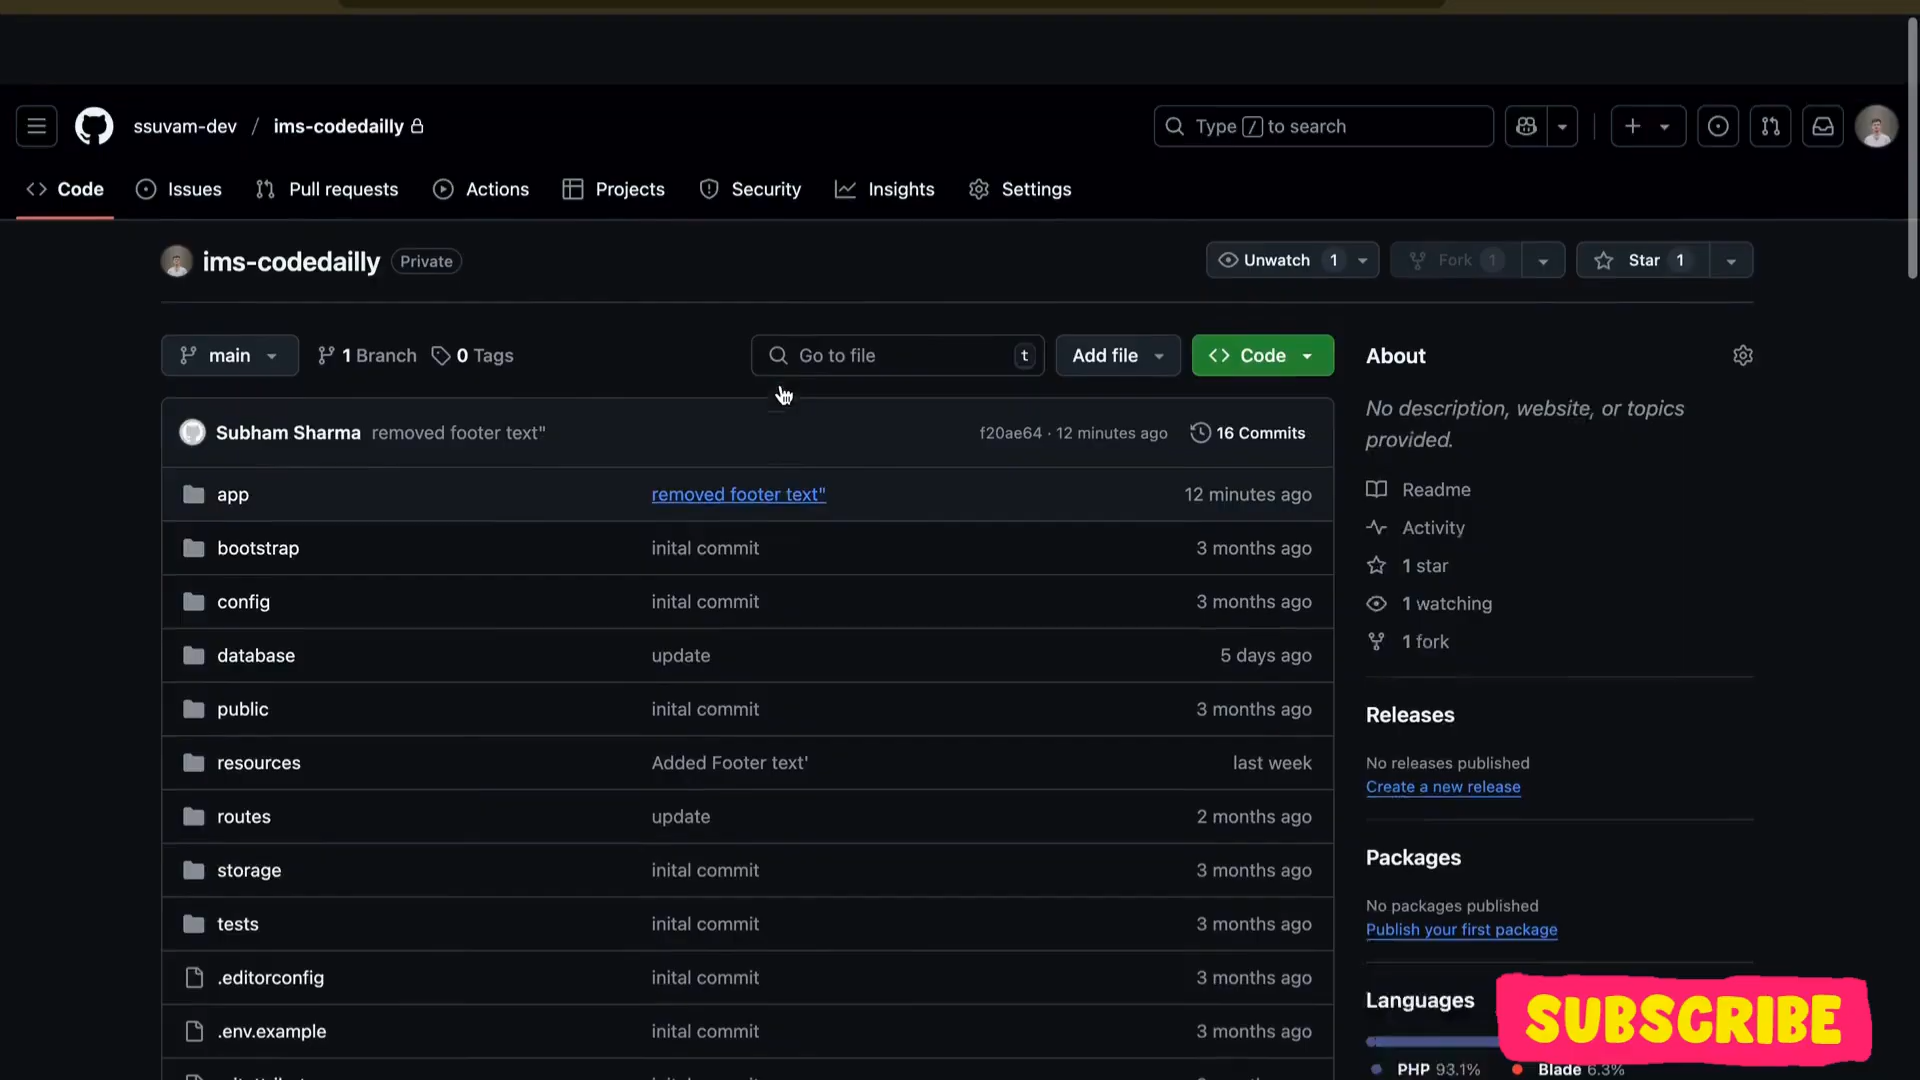 ssuvam-dev / ims-codedailly
Type / to search
Code
Issues
Pull requests
Actions
Projects
Security
Insights
Settings
ims-codedailly Private
Unwatch 1
Fork 1
Star 1
main
1 Branch
0 Tags
Go to file t
Add file
Code
Subham Sharma removed footer text" f20ae64 · 12 minutes ago 16 Commits
app removed footer text" 12 minutes ago
bootstrap inital commit 3 months ago
config inital commit 3 months ago
database update 5 days ago
public inital commit 3 months ago
resources Added Footer text' last week
routes update 2 months ago
storage inital commit 3 months ago
tests inital commit 3 months ago
.editorconfig inital commit 3 months ago
.env.example inital commit 3 months ago
About
No description, website, or topics
provided.
Readme
Activity
1 star
1 watching
1 fork
Releases
No releases published
Create a new release
Packages
No packages published
Publish your first package
Languages
PHP 93.1% Blade 6.3%
SUBSCRIBE